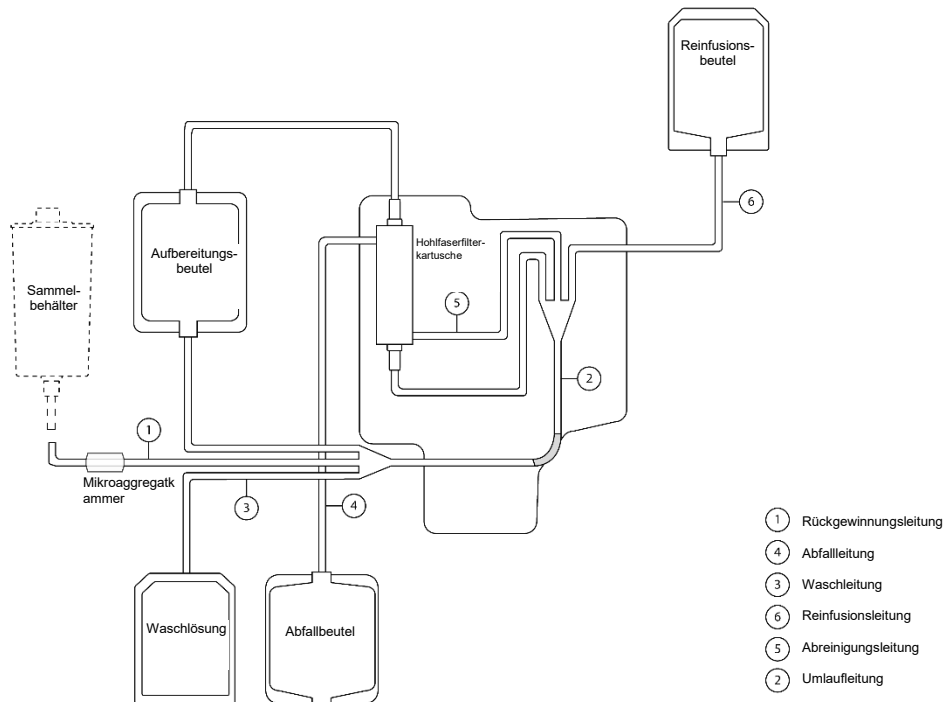 Reinfusions-
beutel
6
Aufbereitungs-
beutel
Hohlfaserfilter-
kartusche
Sammel-
behälter
5
2
1
Mikroaggregatk
ammer
3
4
Waschlösung
Abfallbeutel
1 Rückgewinnungsleitung
4 Abfallleitung
3 Waschleitung
6 Reinfusionsleitung
5 Abreinigungsleitung
2 Umlaufleitung